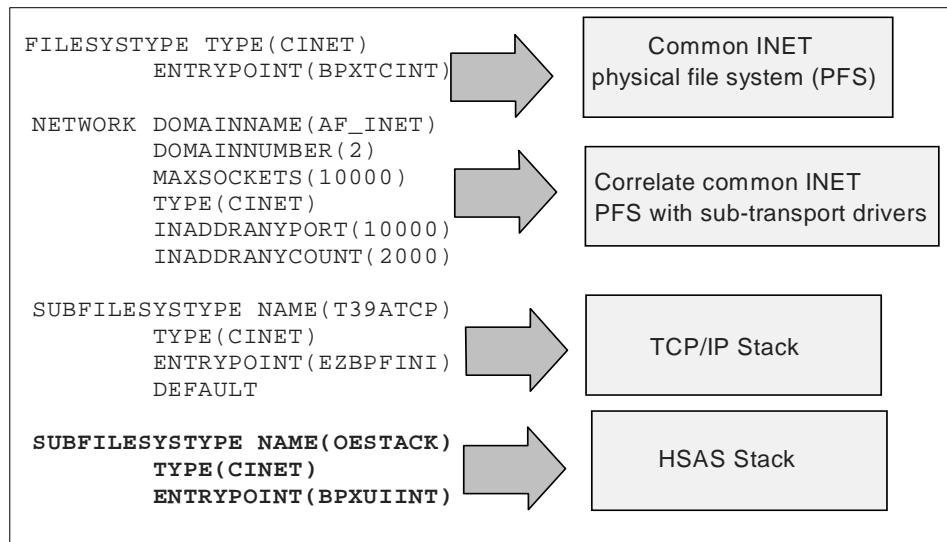 FILESYSTYPE TYPE(CINET)
ENTRYPOINT(BPXTCINT)
Common INET
physical file system (PFS)
NETWORK DOMAINNAME(AF_INET)
DOMAINNUMBER(2)
MAXSOCKETS(10000)
TYPE(CINET)
INADDRANYPORT(10000)
INADDRANYCOUNT(2000)
Correlate common INET
PFS with sub-transport drivers
SUBFILESYSTYPE NAME(T39ATCP)
TYPE(CINET)
ENTRYPOINT(EZBPFINI)
DEFAULT
TCP/IP Stack
SUBFILESYSTYPE NAME(OESTACK)
TYPE(CINET)
ENTRYPOINT(BPXUIINT)
HSAS Stack